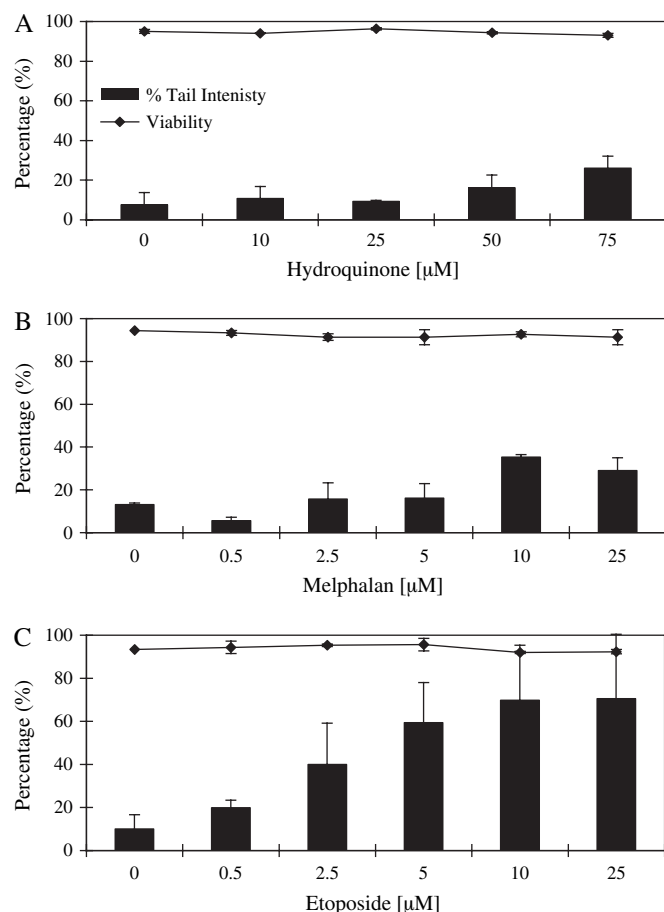 A
Percentage (%)
100
80
60
40
20
0
% Tail Intenisty
Viability
0 10 25 50 75
Hydroquinone [µM]
B
Percentage (%)
100
80
60
40
20
0
0 0.5 2.5 5 10 25
Melphalan [µM]
C
Percentage (%)
100
80
60
40
20
0
0 0.5 2.5 5 10 25
Etoposide [µM]